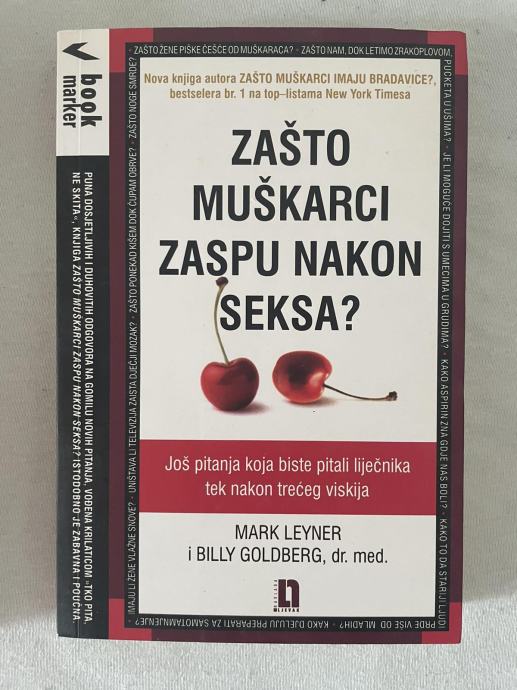 book
marker
PUNA DOSJETLJIVIH I DUHOVITIH ODGOVORA NA GOMILU NOVIH PITANJA, VOĐENA KRILATICOM »TKO PITA,
NE SKITA«, KNJIGA ZAŠTO MUŠKARCI ZASPU NAKON SEKSA? ISTODOBNO JE ZABAVNA I POUČNA.
IMAJU LI ŽENE VLAŽNE SNOVE? • UNIŠTAVA LI TELEVIZIJA ZAISTA DJEČJI MOZAK? • ZAŠTO PONEKAD KIŠEM DOK ČUPAM OBRVE? • ZAŠTO NOGE SMRDE?
• ZAŠTO ŽENE PIŠKE ČEŠĆE OD MUŠKARACA? • ZAŠTO NAM, DOK LETIMO ZRAKOPLOVOM,
PUCKETA U UŠIMA? • JE LI MOGUĆE DOJITI S UMECIMA U GRUDIMA? • KAKO ASPIRIN ZNA GDJE NAS BOLI? • KAKO TO DA STARIJI LJUDI
PRDE VIŠE OD MLAĐIH? • KAKO DJELUJU PREPARATI ZA SAMOTAMNJENJE?
Nova knjiga autora ZAŠTO MUŠKARCI IMAJU BRADAVICE?,
bestselera br. 1 na top–listama New York Timesa
ZAŠTO
MUŠKARCI
ZASPU NAKON
SEKSA?
Još pitanja koja biste pitali liječnika
tek nakon trećeg viskija
MARK LEYNER
i BILLY GOLDBERG, dr. med.
NAKLADA
LJEVAK